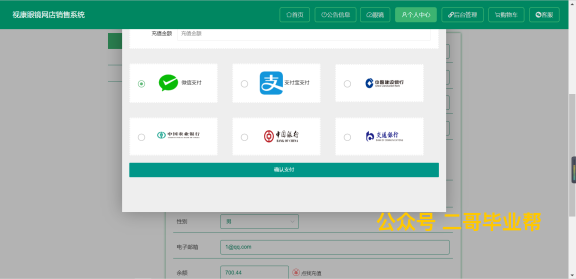 视康眼镜网店销售系统
首页
公告信息
眼镜
个人中心
后台管理
购物车
客服
充值金额
充值金额
微信支付
支付宝支付
中国建设银行
中国农业银行
中国银行
BANK OF CHINA
交通银行
确认支付
性别
男
电子邮箱
1@qq.com
余额
700.44
点我充值
公众号 二哥毕业帮